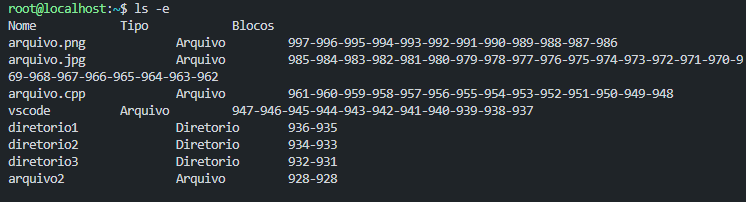 root@localhost:~$ ls -e
Nome Tipo Blocos
arquivo.png Arquivo 997-996-995-994-993-992-991-990-989-988-987-986
arquivo.jpg Arquivo 985-984-983-982-981-980-979-978-977-976-975-974-973-972-971-970-9
69-968-967-966-965-964-963-962
arquivo.cpp Arquivo 961-960-959-958-957-956-955-954-953-952-951-950-949-948
vscode Arquivo 947-946-945-944-943-942-941-940-939-938-937
diretorio1 Diretorio 936-935
diretorio2 Diretorio 934-933
diretorio3 Diretorio 932-931
arquivo2 Arquivo 928-928